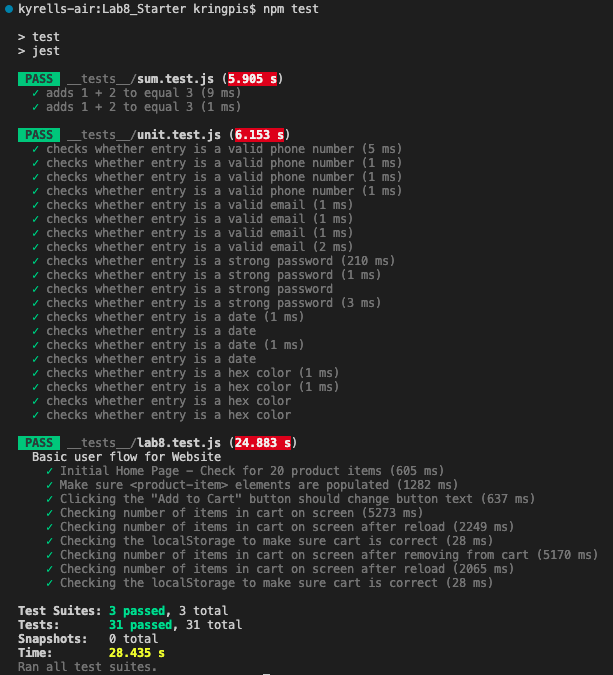 kyrells-air:Lab8_Starter kringpis$ npm test
> test
> jest
PASS __tests__/sum.test.js (5.905 s)
✓ adds 1 + 2 to equal 3 (9 ms)
✓ adds 1 + 2 to equal 3 (1 ms)
PASS __tests__/unit.test.js (6.153 s)
✓ checks whether entry is a valid phone number (5 ms)
✓ checks whether entry is a valid phone number (1 ms)
✓ checks whether entry is a valid phone number (1 ms)
✓ checks whether entry is a valid phone number (1 ms)
✓ checks whether entry is a valid email (1 ms)
✓ checks whether entry is a valid email (1 ms)
✓ checks whether entry is a valid email (1 ms)
✓ checks whether entry is a valid email (2 ms)
✓ checks whether entry is a strong password (210 ms)
✓ checks whether entry is a strong password (1 ms)
✓ checks whether entry is a strong password
✓ checks whether entry is a strong password (3 ms)
✓ checks whether entry is a date (1 ms)
✓ checks whether entry is a date
✓ checks whether entry is a date (1 ms)
✓ checks whether entry is a date
✓ checks whether entry is a hex color (1 ms)
✓ checks whether entry is a hex color (1 ms)
✓ checks whether entry is a hex color
✓ checks whether entry is a hex color
PASS __tests__/lab8.test.js (24.883 s)
Basic user flow for Website
✓ Initial Home Page - Check for 20 product items (605 ms)
✓ Make sure <product-item> elements are populated (1282 ms)
✓ Clicking the "Add to Cart" button should change button text (637 ms)
✓ Checking number of items in cart on screen (5273 ms)
✓ Checking number of items in cart on screen after reload (2249 ms)
✓ Checking the localStorage to make sure cart is correct (28 ms)
✓ Checking number of items in cart on screen after removing from cart (5170 ms)
✓ Checking number of items in cart on screen after reload (2065 ms)
✓ Checking the localStorage to make sure cart is correct (28 ms)
Test Suites: 3 passed, 3 total
Tests: 31 passed, 31 total
Snapshots: 0 total
Time: 28.435 s
Ran all test suites.